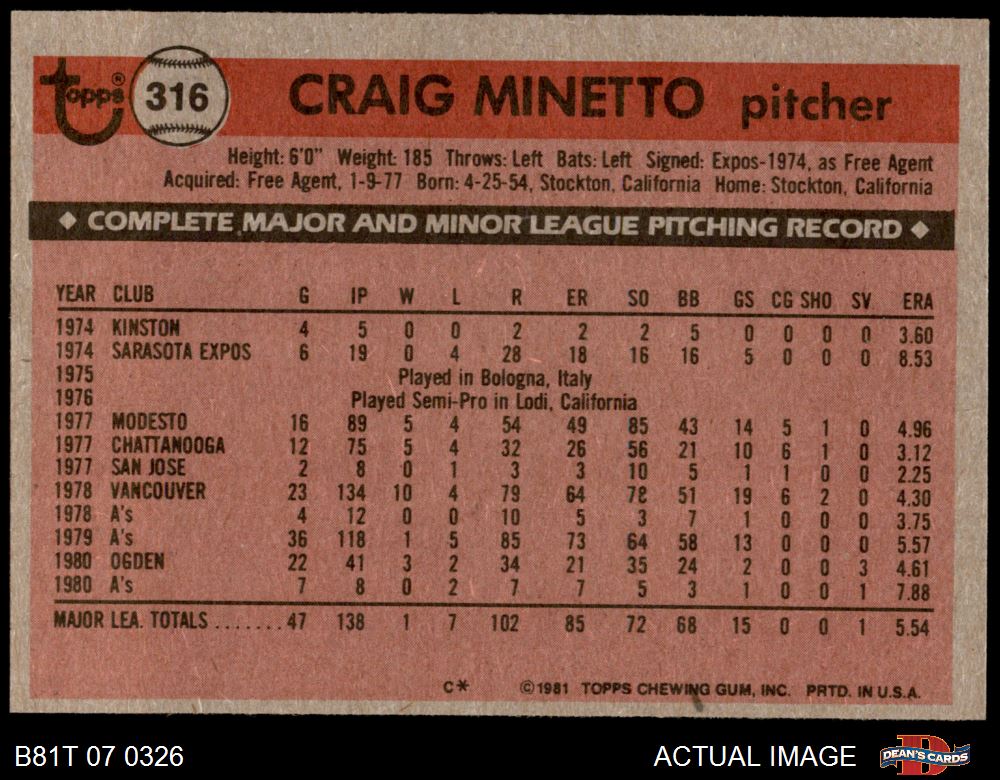 Topps® 316 CRAIG MINETTO pitcher
Height: 6'0" Weight: 185 Throws: Left Bats: Left Signed: Expos-1974, as Free Agent
Acquired: Free Agent, 1-9-77 Born: 4-25-54, Stockton, California Home: Stockton, California
◆ COMPLETE MAJOR AND MINOR LEAGUE PITCHING RECORD ◆
YEAR CLUB G IP W L R ER SO BB GS CG SHO SV ERA
1974 KINSTON 4 5 0 0 2 2 2 5 0 0 0 0 3.60
1974 SARASOTA EXPOS 6 19 0 4 28 18 16 16 5 0 0 0 8.53
1975 Played in Bologna, Italy
1976 Played Semi-Pro in Lodi, California
1977 MODESTO 16 89 5 4 54 49 85 43 14 5 1 0 4.96
1977 CHATTANOOGA 12 75 5 4 32 26 56 21 10 6 1 0 3.12
1977 SAN JOSE 2 8 0 1 3 3 10 5 1 1 0 0 2.25
1978 VANCOUVER 23 134 10 4 79 64 78 51 19 6 2 0 4.30
1978 A's 4 12 0 0 10 5 3 7 1 0 0 0 3.75
1979 A's 36 118 1 5 85 73 64 58 13 0 0 0 5.57
1980 OGDEN 22 41 3 2 34 21 35 24 2 0 0 3 4.61
1980 A's 7 8 0 2 7 7 5 3 1 0 0 1 7.88
MAJOR LEA. TOTALS .......47 138 1 7 102 85 72 68 15 0 0 1 5.54
C* ©1981 TOPPS CHEWING GUM, INC. PRTD. IN U.S.A.
B81T 07 0326 ACTUAL IMAGE D DEAN'S CARDS